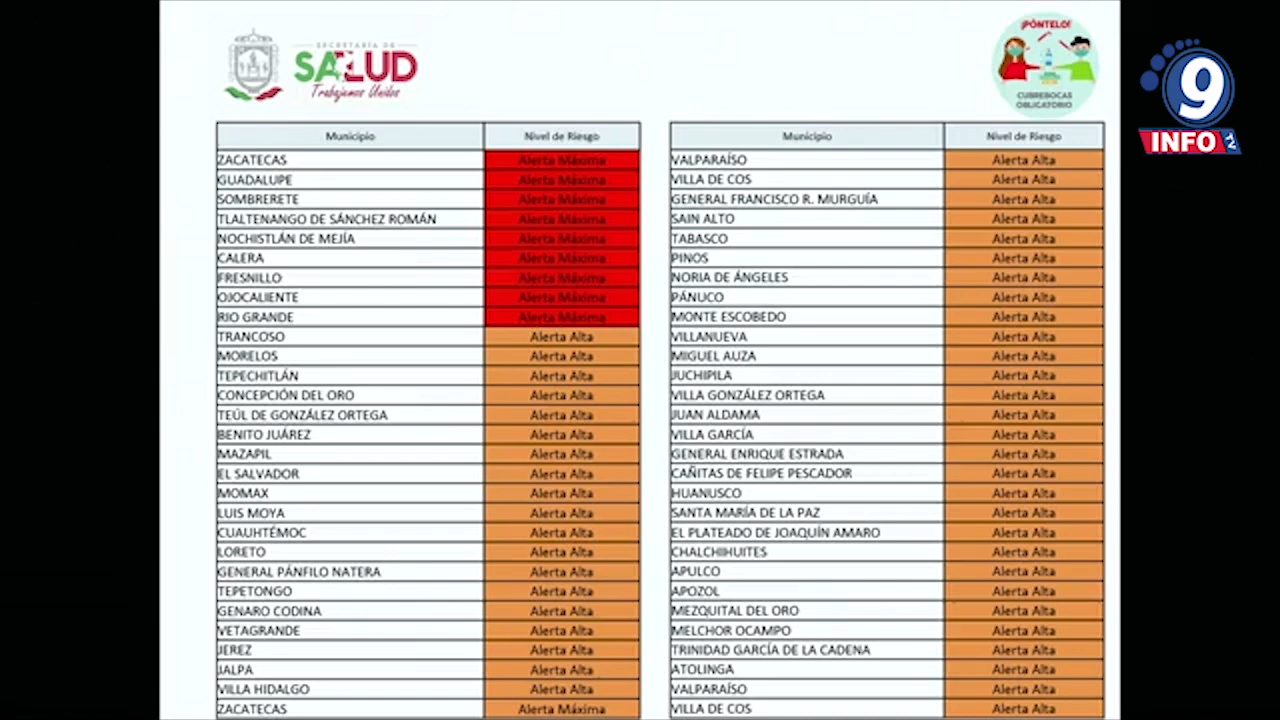 SECRETARÍA DE
SALUD
Trabajemos Unidos
¡PÓNTELO!
CUBREBOCAS
OBLIGATORIO
9
INFO
Municipio Nivel de Riesgo
ZACATECAS Alerta Máxima
GUADALUPE Alerta Máxima
SOMBRERETE Alerta Máxima
TLALTENANGO DE SÁNCHEZ ROMÁN Alerta Máxima
NOCHISTLÁN DE MEJÍA Alerta Máxima
CALERA Alerta Máxima
FRESNILLO Alerta Máxima
OJOCALIENTE Alerta Máxima
RIO GRANDE Alerta Máxima
TRANCOSO Alerta Alta
MORELOS Alerta Alta
TEPECHITLÁN Alerta Alta
CONCEPCIÓN DEL ORO Alerta Alta
TEÚL DE GONZÁLEZ ORTEGA Alerta Alta
BENITO JUÁREZ Alerta Alta
MAZAPIL Alerta Alta
EL SALVADOR Alerta Alta
MOMAX Alerta Alta
LUIS MOYA Alerta Alta
CUAUHTÉMOC Alerta Alta
LORETO Alerta Alta
GENERAL PÁNFILO NATERA Alerta Alta
TEPETONGO Alerta Alta
GENARO CODINA Alerta Alta
VETAGRANDE Alerta Alta
JEREZ Alerta Alta
JALPA Alerta Alta
VILLA HIDALGO Alerta Alta
ZACATECAS Alerta Máxima
Municipio Nivel de Riesgo
VALPARAÍSO Alerta Alta
VILLA DE COS Alerta Alta
GENERAL FRANCISCO R. MURGUÍA Alerta Alta
SAIN ALTO Alerta Alta
TABASCO Alerta Alta
PINOS Alerta Alta
NORIA DE ÁNGELES Alerta Alta
PÁNUCO Alerta Alta
MONTE ESCOBEDO Alerta Alta
VILLANUEVA Alerta Alta
MIGUEL AUZA Alerta Alta
JUCHIPILA Alerta Alta
VILLA GONZÁLEZ ORTEGA Alerta Alta
JUAN ALDAMA Alerta Alta
VILLA GARCÍA Alerta Alta
GENERAL ENRIQUE ESTRADA Alerta Alta
CAÑITAS DE FELIPE PESCADOR Alerta Alta
HUANUSCO Alerta Alta
SANTA MARÍA DE LA PAZ Alerta Alta
EL PLATEADO DE JOAQUÍN AMARO Alerta Alta
CHALCHIHUITES Alerta Alta
APULCO Alerta Alta
APOZOL Alerta Alta
MEZQUITAL DEL ORO Alerta Alta
MELCHOR OCAMPO Alerta Alta
TRINIDAD GARCÍA DE LA CADENA Alerta Alta
ATOLINGA Alerta Alta
VALPARAÍSO Alerta Alta
VILLA DE COS Alerta Alta